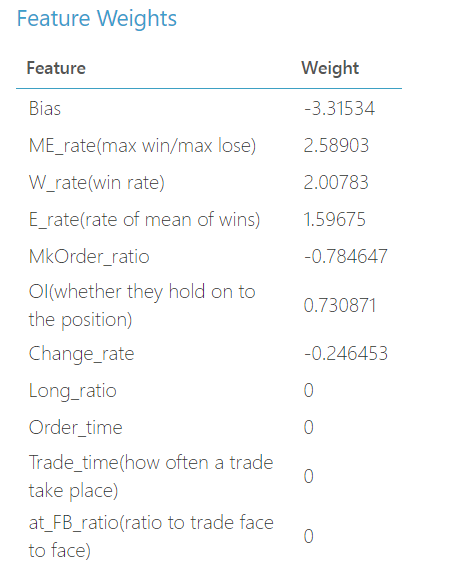 Feature Weights
Feature Weight
Bias -3.31534
ME_rate(max win/max lose) 2.58903
W_rate(win rate) 2.00783
E_rate(rate of mean of wins) 1.59675
MkOrder_ratio -0.784647
OI(whether they hold on to
the position) 0.730871
Change_rate -0.246453
Long_ratio 0
Order_time 0
Trade_time(how often a trade
take place) 0
at_FB_ratio(ratio to trade face
to face) 0